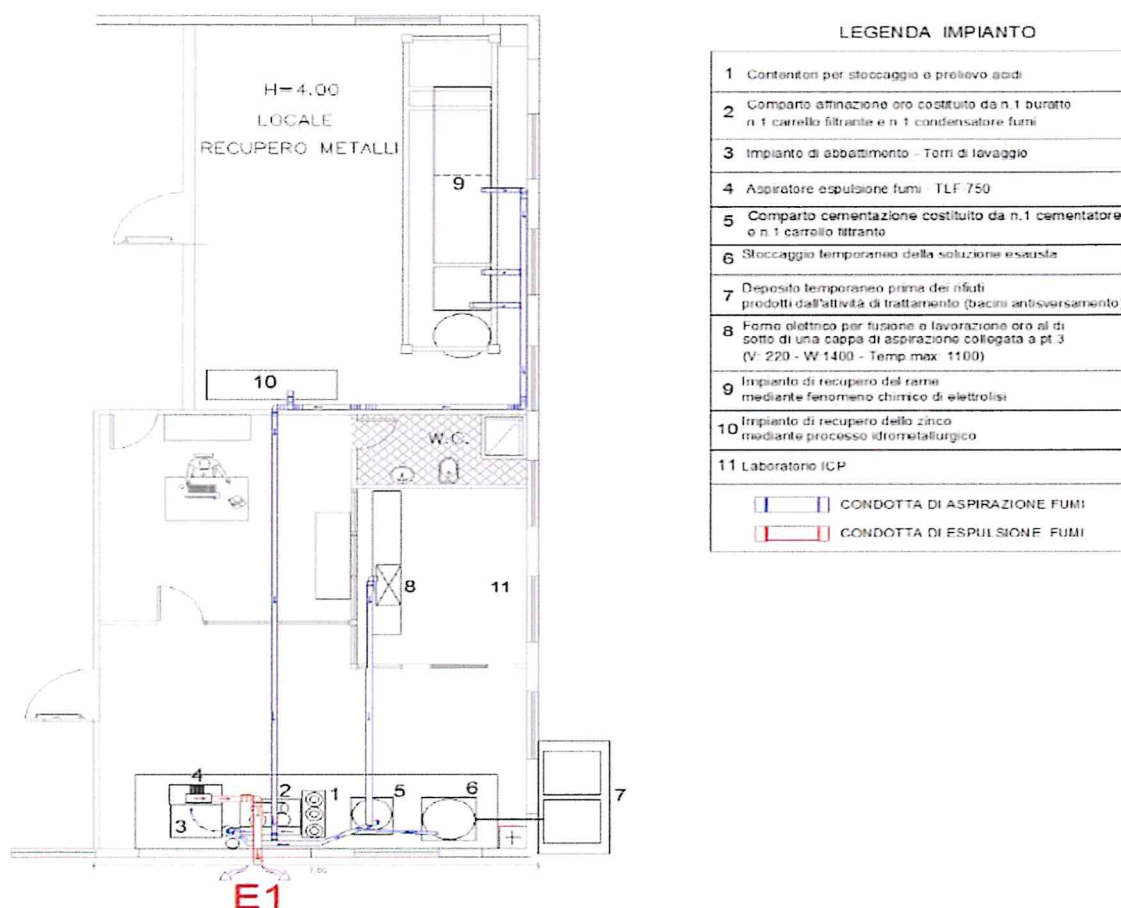 H=4.00
LOCALE
RECUPERO METALLI
9
10
W.C.
8
11
4
2
1
5
6
3
7
7.00
E1
LEGENDA IMPIANTO
1 Contenitori per stoccaggio e prelievo acidi
2 Comparto affinazione oro costituito da n.1 buratto
n.1 carrello filtrante e n.1 condensatore fumi
3 Impianto di abbattimento - Torri di lavaggio
4 Aspiratore espulsione fumi - TLF-750
5 Comparto cementazione costituito da n.1 cementatore
e n.1 carrello filtrante
6 Stoccaggio temporaneo della soluzione esausta
7 Deposito temporaneo prima dei rifiuti
prodotti dall'attività di trattamento (bacini antisversamento)
8 Forno elettrico per fusione e lavorazione oro al di
sotto di una cappa di aspirazione collegata a pt.3
(V: 220 - W:1400 - Temp.max: 1100)
9 Impianto di recupero del rame
mediante fenomeno chimico di elettrolisi
10 Impianto di recupero dello zinco
mediante processo idrometallurgico
11 Laboratorio ICP
CONDOTTA DI ASPIRAZIONE FUMI
CONDOTTA DI ESPULSIONE FUMI